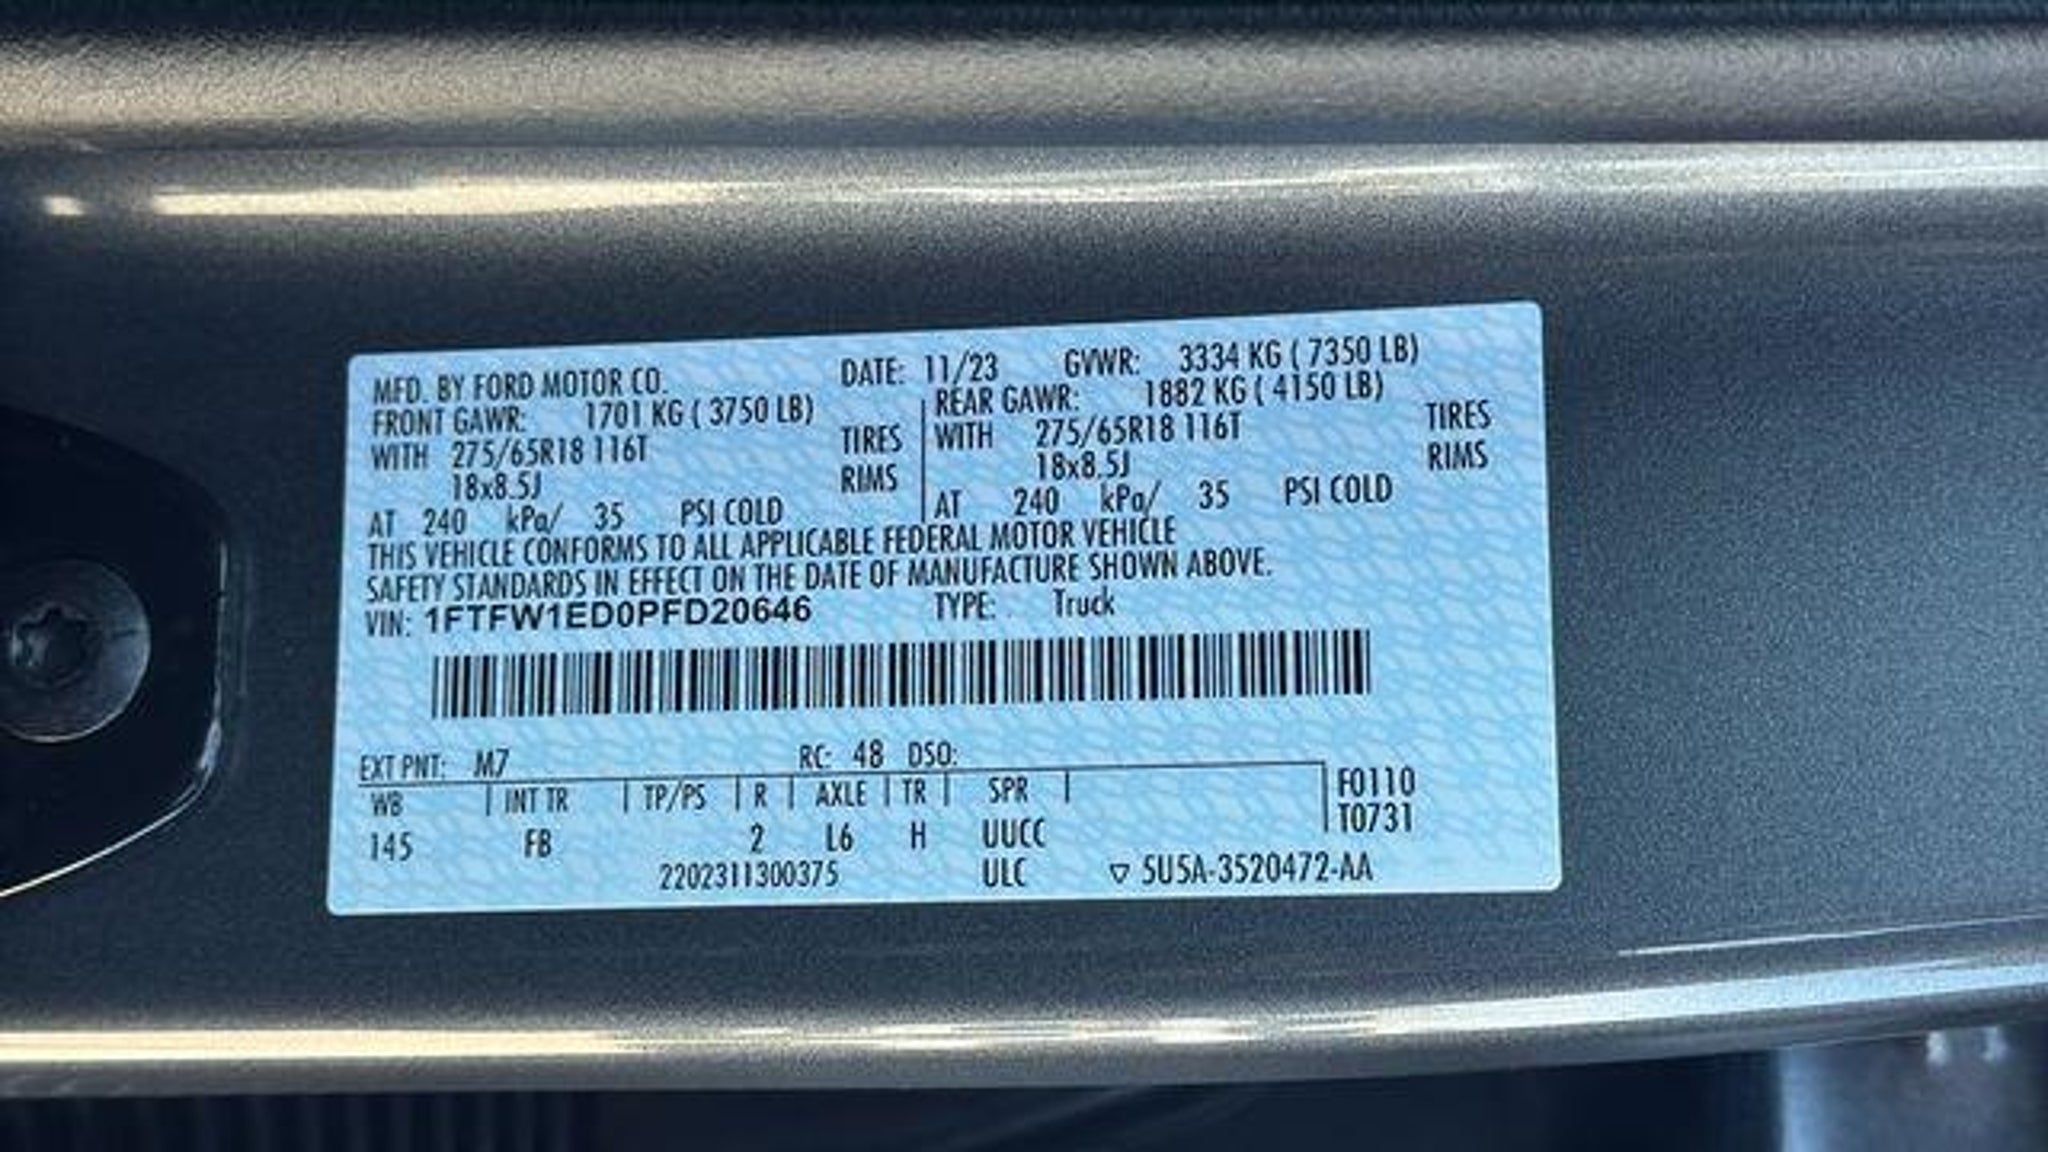 MFD. BY FORD MOTOR CO. DATE: 11/23 GVWR: 3334 KG ( 7350 LB)
FRONT GAWR: 1701 KG ( 3750 LB) REAR GAWR: 1882 KG ( 4150 LB)
WITH 275/65R18 116T TIRES WITH 275/65R18 116T TIRES
18x8.5J RIMS 18x8.5J RIMS
AT 240 kPa/ 35 PSI COLD AT 240 kPa/ 35 PSI COLD
THIS VEHICLE CONFORMS TO ALL APPLICABLE FEDERAL MOTOR VEHICLE
SAFETY STANDARDS IN EFFECT ON THE DATE OF MANUFACTURE SHOWN ABOVE.
VIN: 1FTFW1ED0PFD20646 TYPE: Truck
EXT PNT: M7 RC: 48 DSO:
WB INT TR TP/PS R AXLE TR SPR F0110
145 FB 2 L6 H UUCC T0731
2202311300375 ULC ▽ 5U5A-3520472-AA